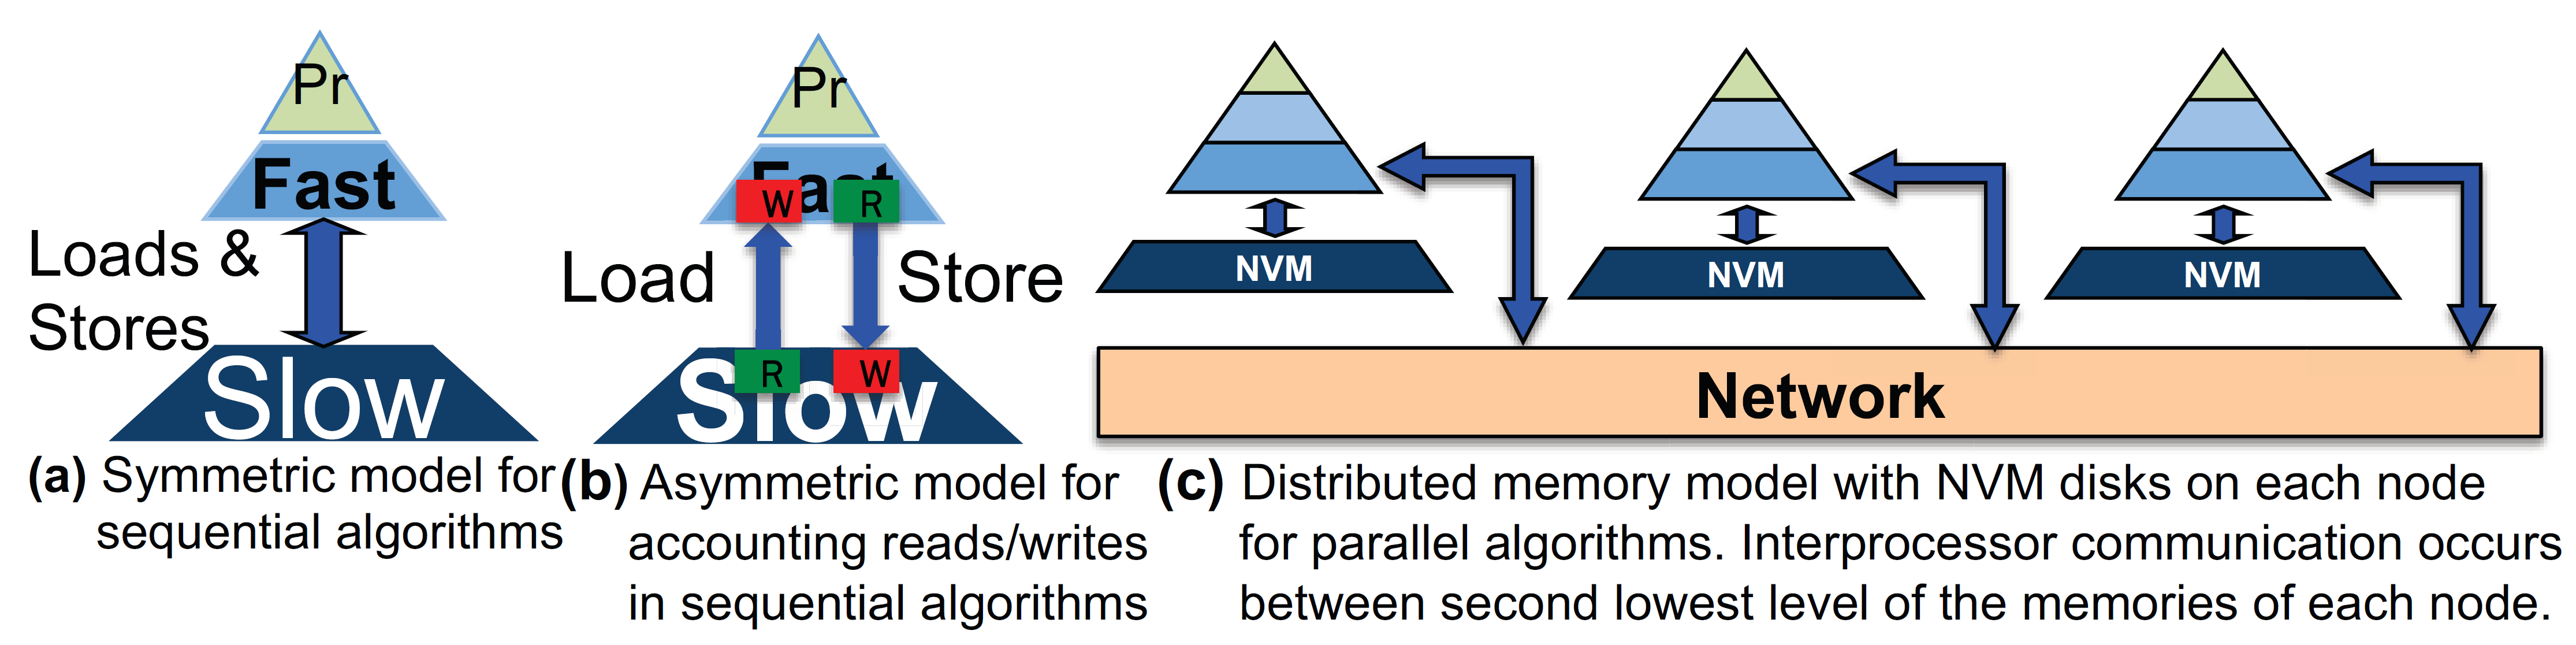 Pr
Fast
Loads &
Stores
Slow
(a) Symmetric model for
sequential algorithms
Pr
Fast
W
R
Load
Store
R
W
Slow
(b) Asymmetric model for
accounting reads/writes
in sequential algorithms
NVM
NVM
NVM
Network
(c) Distributed memory model with NVM disks on each node
for parallel algorithms. Interprocessor communication occurs
between second lowest level of the memories of each node.